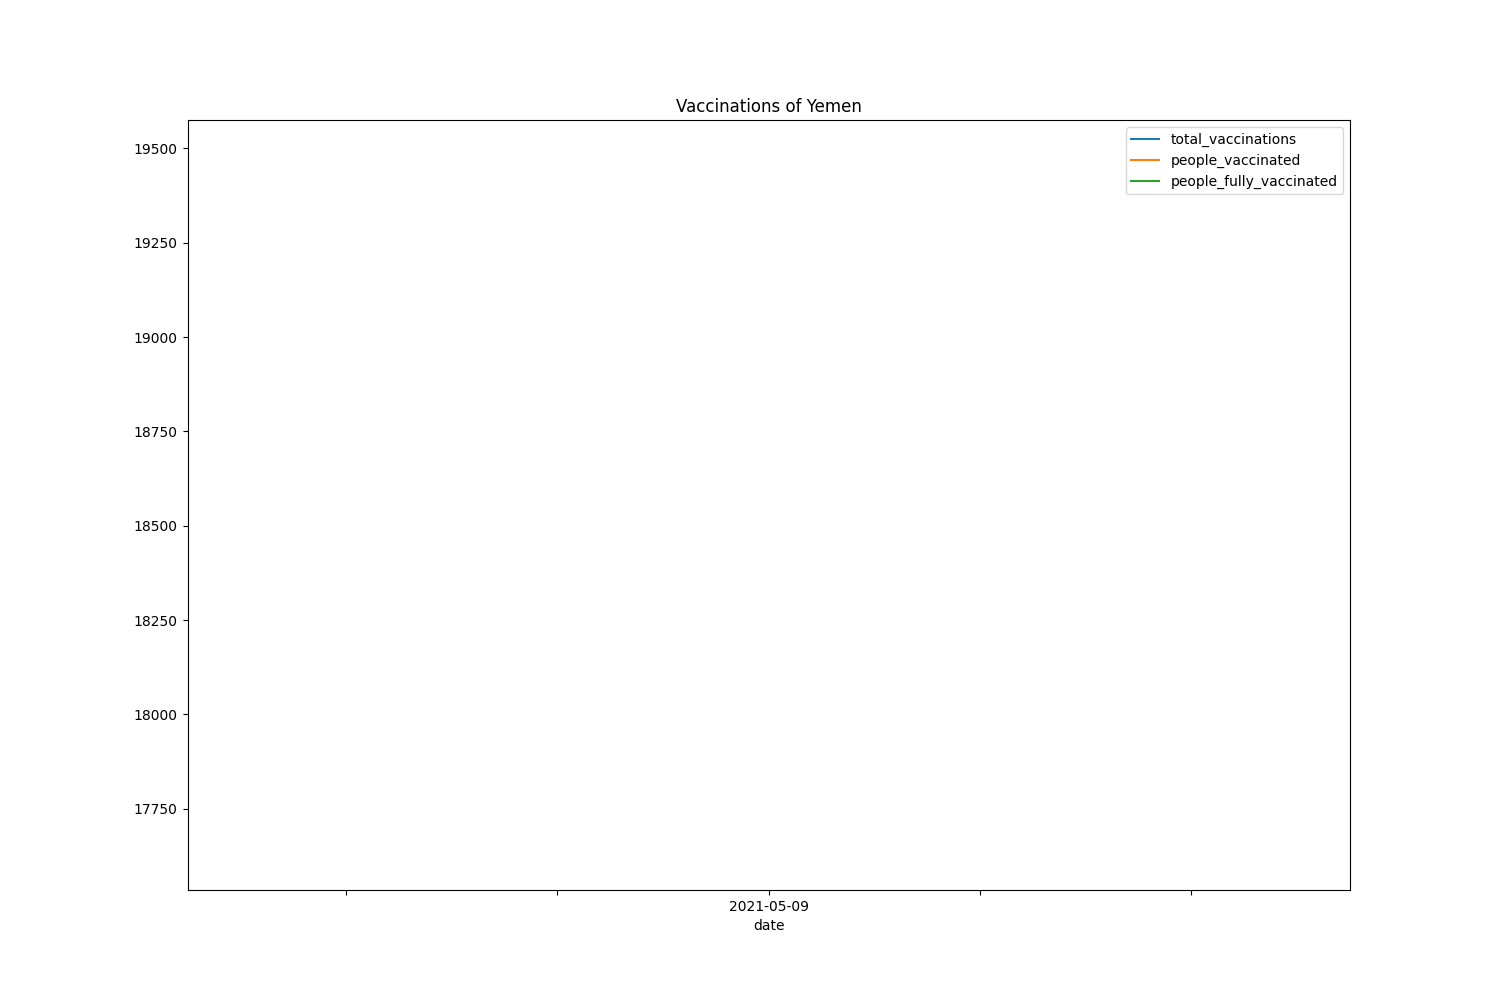 Vaccinations of Yemen
total_vaccinations
people_vaccinated
people_fully_vaccinated
19500
19250
19000
18750
18500
18250
18000
17750
2021-05-09
date